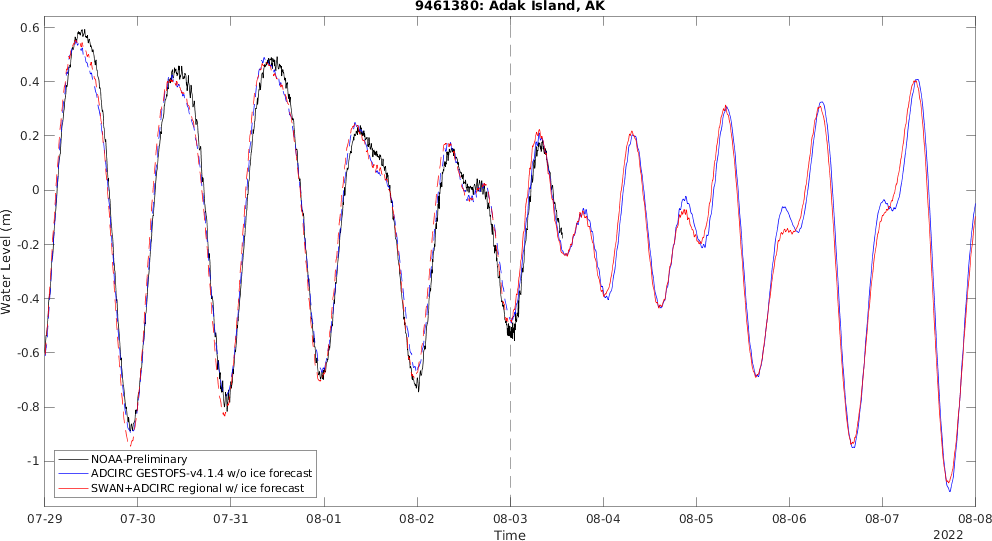 9461380: Adak Island, AK
0.6
0.4
0.2
0
-0.2
-0.4
-0.6
-0.8
-1
Water Level (m)
NOAA-Preliminary
ADCIRC GESTOFS-v4.1.4 w/o ice forecast
SWAN+ADCIRC regional w/ ice forecast
07-29 07-30 07-31 08-01 08-02 08-03 08-04 08-05 08-06 08-07 08-08
Time
2022